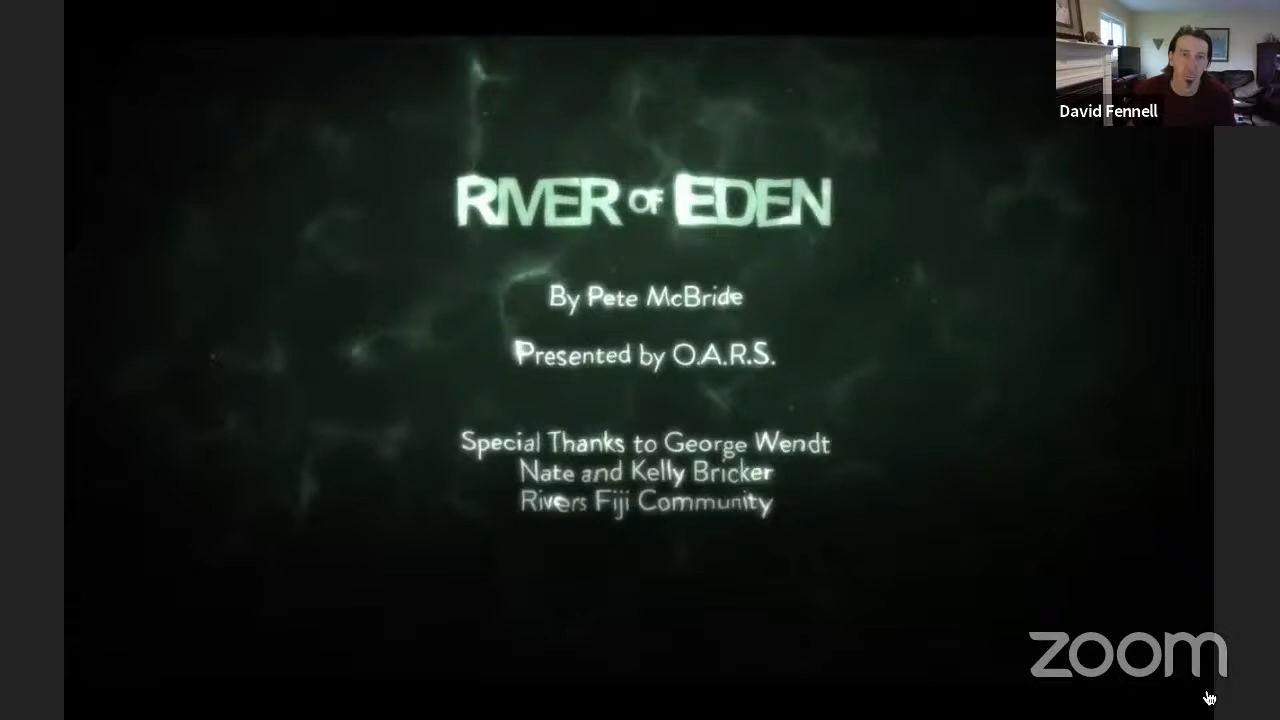 David Fennell
RIVER OF EDEN
By Pete McBride
Presented by O.A.R.S.
Special Thanks to George Wendt
Nate and Kelly Bricker
Rivers Fiji Community
zoom